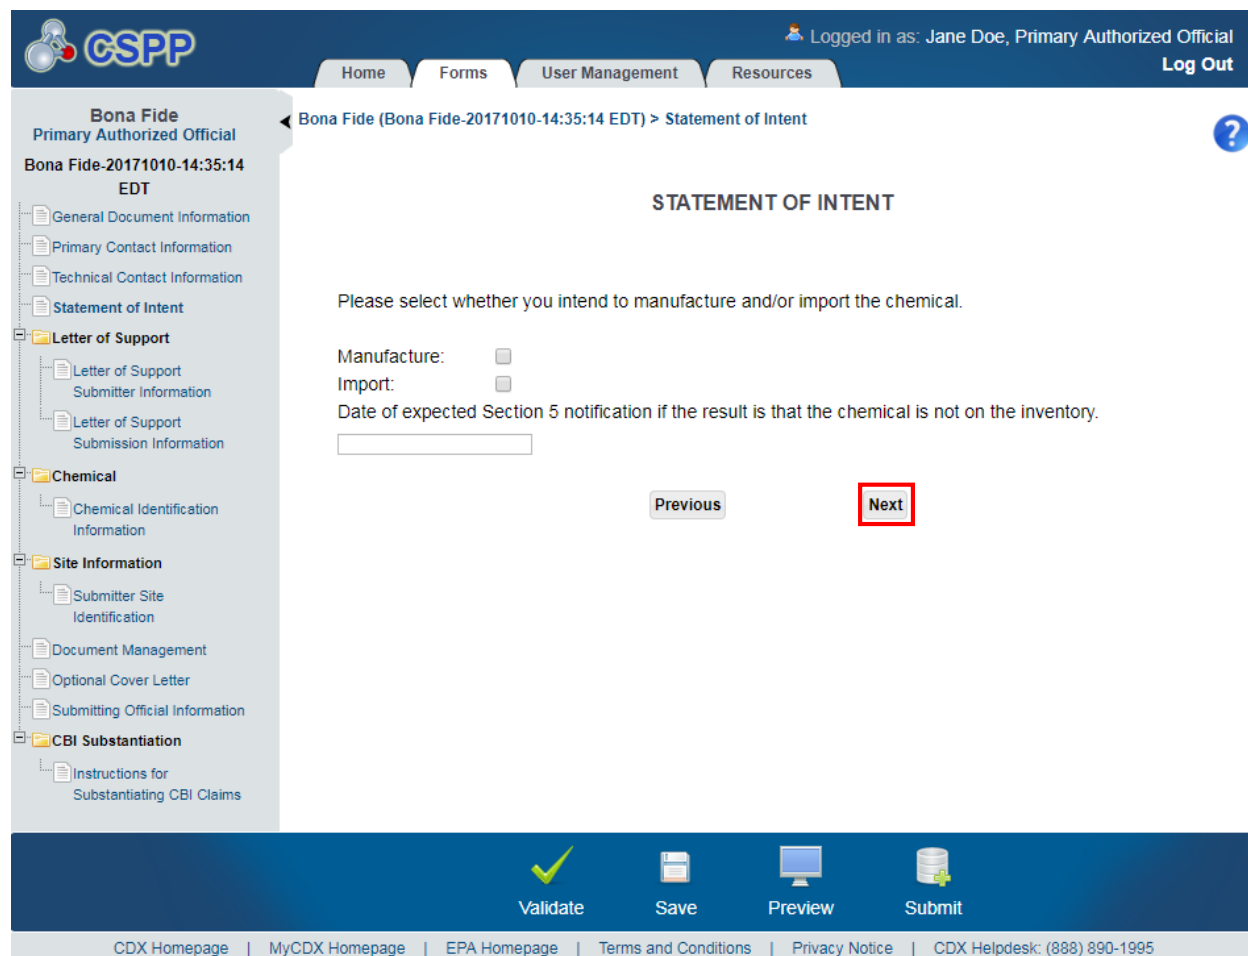 CSPP
Logged in as: Jane Doe, Primary Authorized Official
Log Out
Home
Forms
User Management
Resources
Bona Fide
Primary Authorized Official
Bona Fide-20171010-14:35:14
EDT
General Document Information
Primary Contact Information
Technical Contact Information
Statement of Intent
Letter of Support
Letter of Support
Submitter Information
Letter of Support
Submission Information
Chemical
Chemical Identification
Information
Site Information
Submitter Site
Identification
Document Management
Optional Cover Letter
Submitting Official Information
CBI Substantiation
Instructions for
Substantiating CBI Claims
Bona Fide (Bona Fide-20171010-14:35:14 EDT) > Statement of Intent
?
STATEMENT OF INTENT
Please select whether you intend to manufacture and/or import the chemical.
Manufacture:
Import:
Date of expected Section 5 notification if the result is that the chemical is not on the inventory.
Previous
Next
Validate
Save
Preview
Submit
CDX Homepage | MyCDX Homepage | EPA Homepage | Terms and Conditions | Privacy Notice | CDX Helpdesk: (888) 890-1995